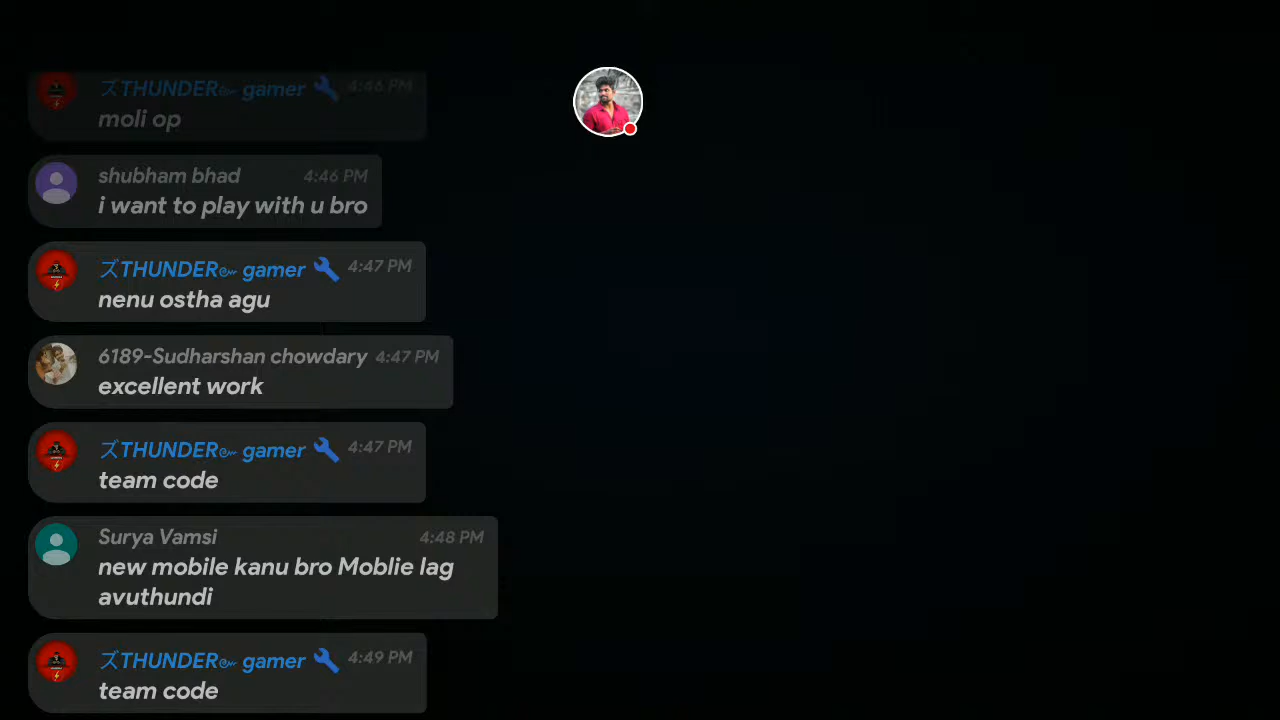 ズTHUNDER៚ gamer 4:46 PM
moli op
shubham bhad 4:46 PM
i want to play with u bro
ズTHUNDER៚ gamer 4:47 PM
nenu ostha agu
6189-Sudharshan chowdary 4:47 PM
excellent work
ズTHUNDER៚ gamer 4:47 PM
team code
Surya Vamsi 4:48 PM
new mobile kanu bro Moblie lag
avuthundi
ズTHUNDER៚ gamer 4:49 PM
team code